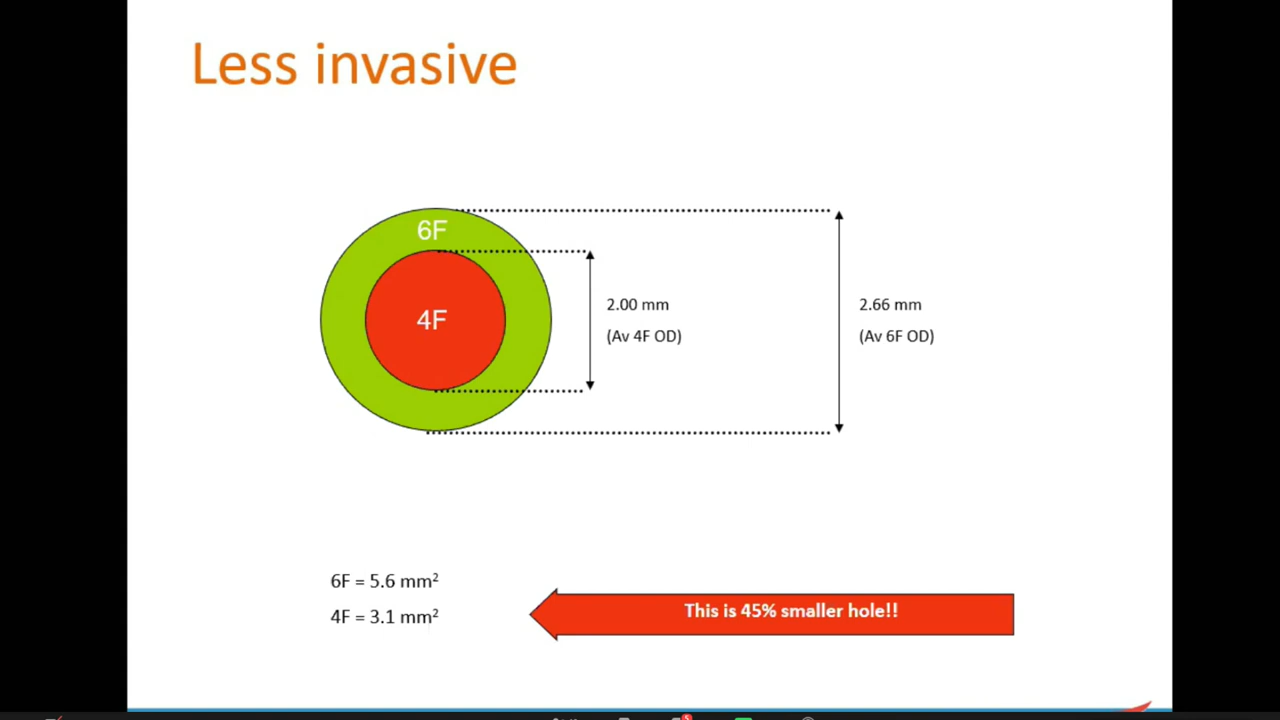 Less invasive
6F
4F
2.00 mm
(Av 4F OD)
2.66 mm
(Av 6F OD)
6F = 5.6 mm²
4F = 3.1 mm²
This is 45% smaller hole!!